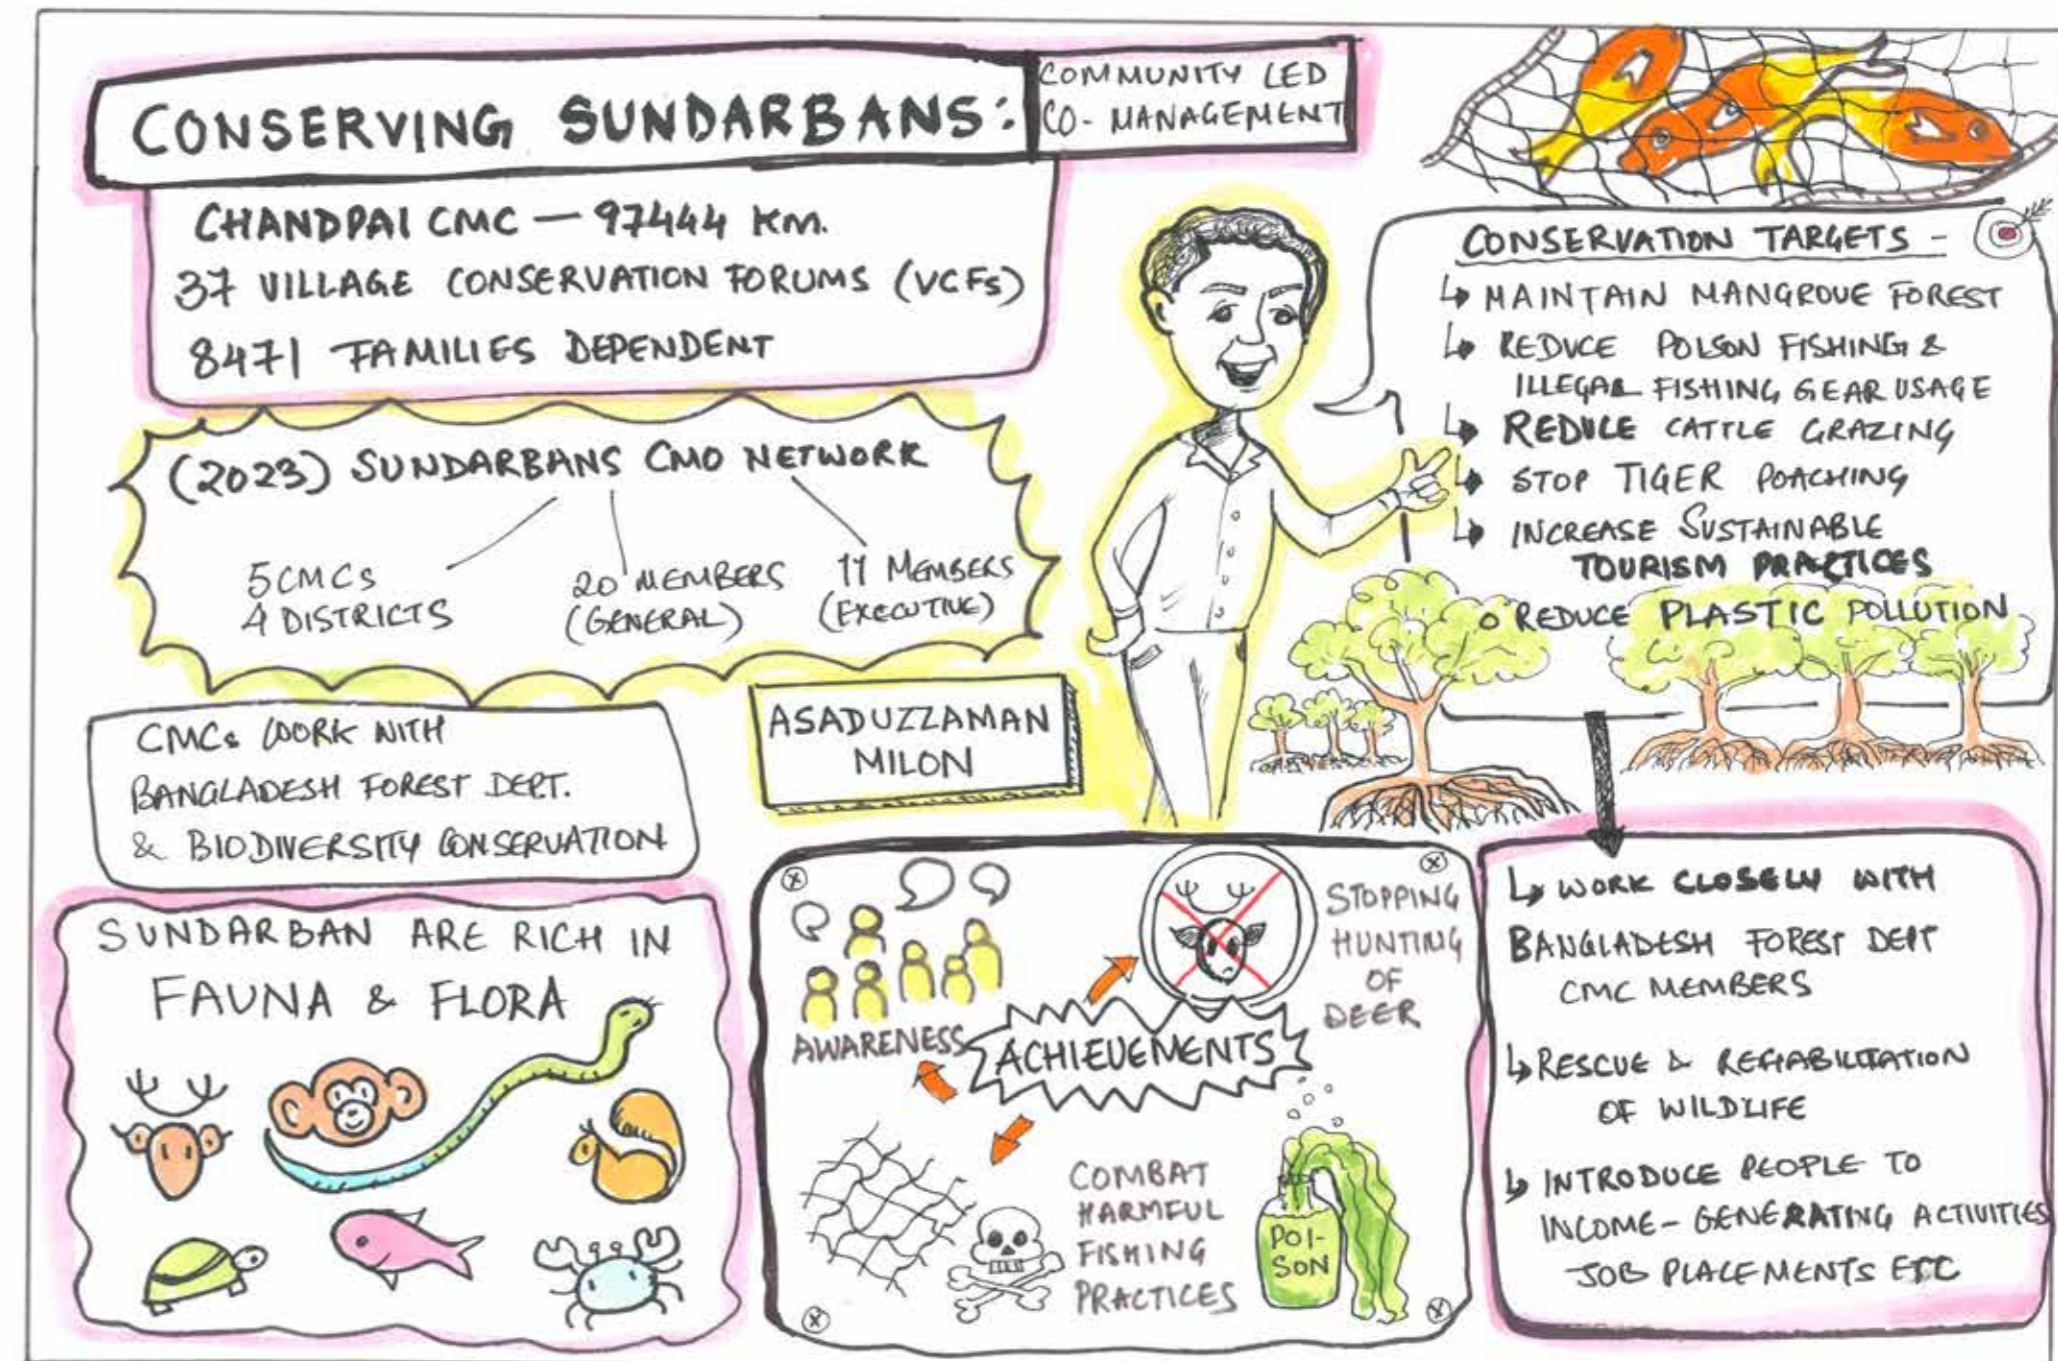 CONSERVING SUNDARBANS:
COMMUNITY LED
CO-MANAGEMENT
CHANDPAI CMC — 97444 KM.
37 VILLAGE CONSERVATION FORUMS (VCFs)
8471 FAMILIES DEPENDENT
(2023) SUNDARBANS CMO NETWORK
5 CMCs
4 DISTRICTS
20 MEMBERS
(GENERAL)
11 MEMBERS
(EXECUTIVE)
CMCs WORK WITH
BANGLADESH FOREST DEPT.
& BIODIVERSITY CONSERVATION
SUNDARBAN ARE RICH IN
FAUNA & FLORA
ASADUZZAMAN
MILON
CONSERVATION TARGETS -
MAINTAIN MANGROVE FOREST
REDUCE POISON FISHING &
ILLEGAL FISHING GEAR USAGE
REDUCE CATTLE GRAZING
STOP TIGER POACHING
INCREASE SUSTAINABLE
TOURISM PRACTICES
REDUCE PLASTIC POLLUTION
AWARENESS
ACHIEVEMENTS
STOPPING
HUNTING
OF
DEER
COMBAT
HARMFUL
FISHING
PRACTICES
POI-
SON
WORK CLOSELY WITH
BANGLADESH FOREST DEPT
CMC MEMBERS
RESCUE & REHABILITATION
OF WILDLIFE
INTRODUCE PEOPLE TO
INCOME-GENERATING ACTIVITIES
JOB PLACEMENTS ETC